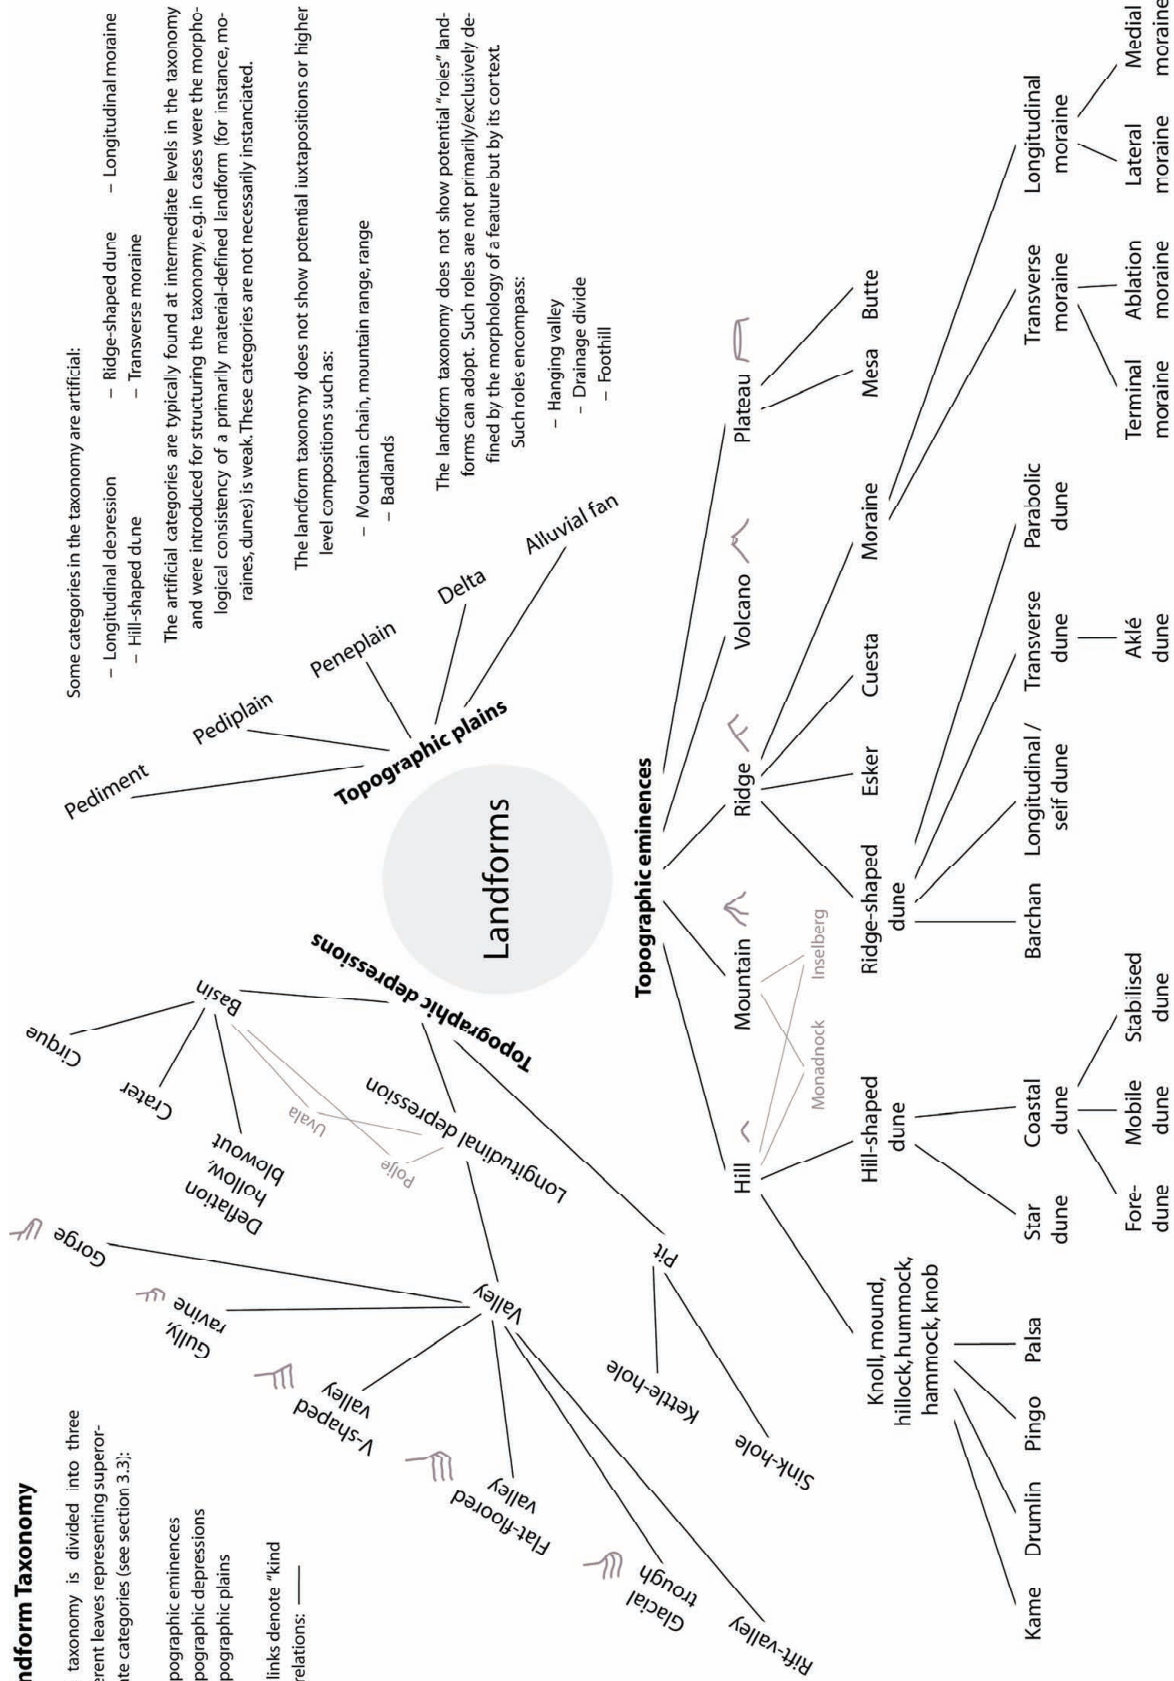 ndform Taxonomy
taxonomy is divided into three
erent leaves representing superor-
te categories (see section 3.3):
pographic eminences
pographic depressions
pographic plains
links denote "kind
relations:
Some categories in the taxonomy are artificial:
– Longitudinal depression
– Ridge-shaped dune
– Longitudinal moraine
– Hill-shaped dune
– Transverse moraine
The artificial categories are typically found at intermediate levels in the taxonomy
and were introduced for structuring the taxonomy, e.g. in cases were the morpho-
logical consistency of a primarily material-defined landform (for instance, mo-
raines, dunes) is weak. These categories are not necessarily instanciated.
The landform taxonomy does not show potential iuxtapositions or higher
level compositions such as:
– Mountain chain, mountain range, range
– Badlands
The landform taxonomy does not show potential "roles" land-
forms can adopt. Such roles are not primarily/exclusively de-
fined by the morphology of a feature but by its context.
Such roles encompass:
– Hanging valley
– Drainage divide
– Foothill
Landforms
Topographic depressions
Basin
Cirque
Crater
Deflation
hollow,
blowout
Uvala
Polje
Longitudinal depression
Valley
Gorge
Gully,
ravine
V-shaped
valley
Flat-floored
valley
Glacial
trough
Rift-valley
Pit
Kettle-hole
Sink-hole
Topographic plains
Pediment
Pediplain
Peneplain
Delta
Alluvial fan
Topographic eminences
Hill
Mountain
Ridge
Volcano
Plateau
Monadnock
Inselberg
Knoll, mound,
hillock, hummock,
hammock, knob
Hill-shaped
dune
Ridge-shaped
dune
Esker
Cuesta
Moraine
Mesa
Butte
Kame
Drumlin
Pingo
Palsa
Star
dune
Coastal
dune
Barchan
Longitudinal /
seif dune
Transverse
dune
Parabolic
dune
Transverse
moraine
Longitudinal
moraine
Fore-
dune
Mobile
dune
Stabilised
dune
Aklé
dune
Terminal
moraine
Ablation
moraine
Lateral
moraine
Medial
moraine